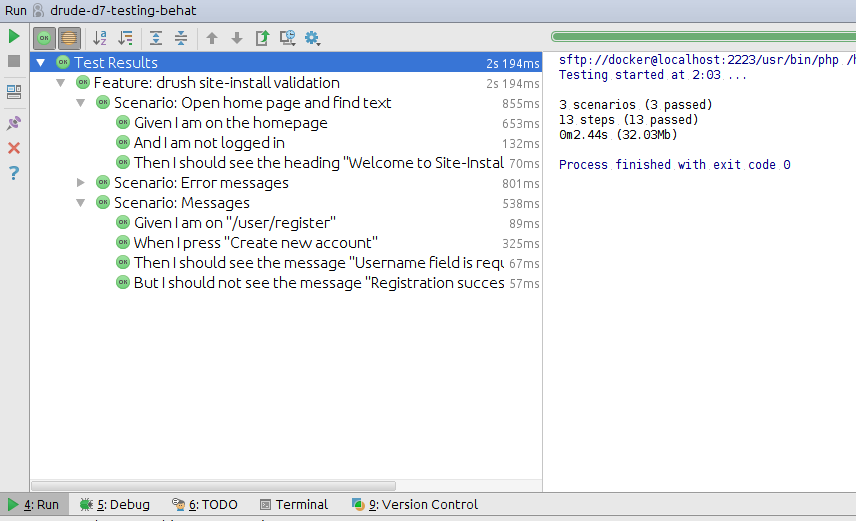 Run drude-d7-testing-behat
Test Results 2s 194ms
Feature: drush site-install validation 2s 194ms
Scenario: Open home page and find text 855ms
Given I am on the homepage 653ms
And I am not logged in 132ms
Then I should see the heading "Welcome to Site-Instal 70ms
Scenario: Error messages 801ms
Scenario: Messages 538ms
Given I am on "/user/register" 89ms
When I press "Create new account" 325ms
Then I should see the message "Username field is requ 67ms
But I should not see the message "Registration succes 57ms
sftp://docker@localhost:2223/usr/bin/php /h
Testing started at 2:03 ...
3 scenarios (3 passed)
13 steps (13 passed)
0m2.44s (32.03Mb)
Process finished with exit code 0
4: Run 5: Debug 6: TODO Terminal 9: Version Control